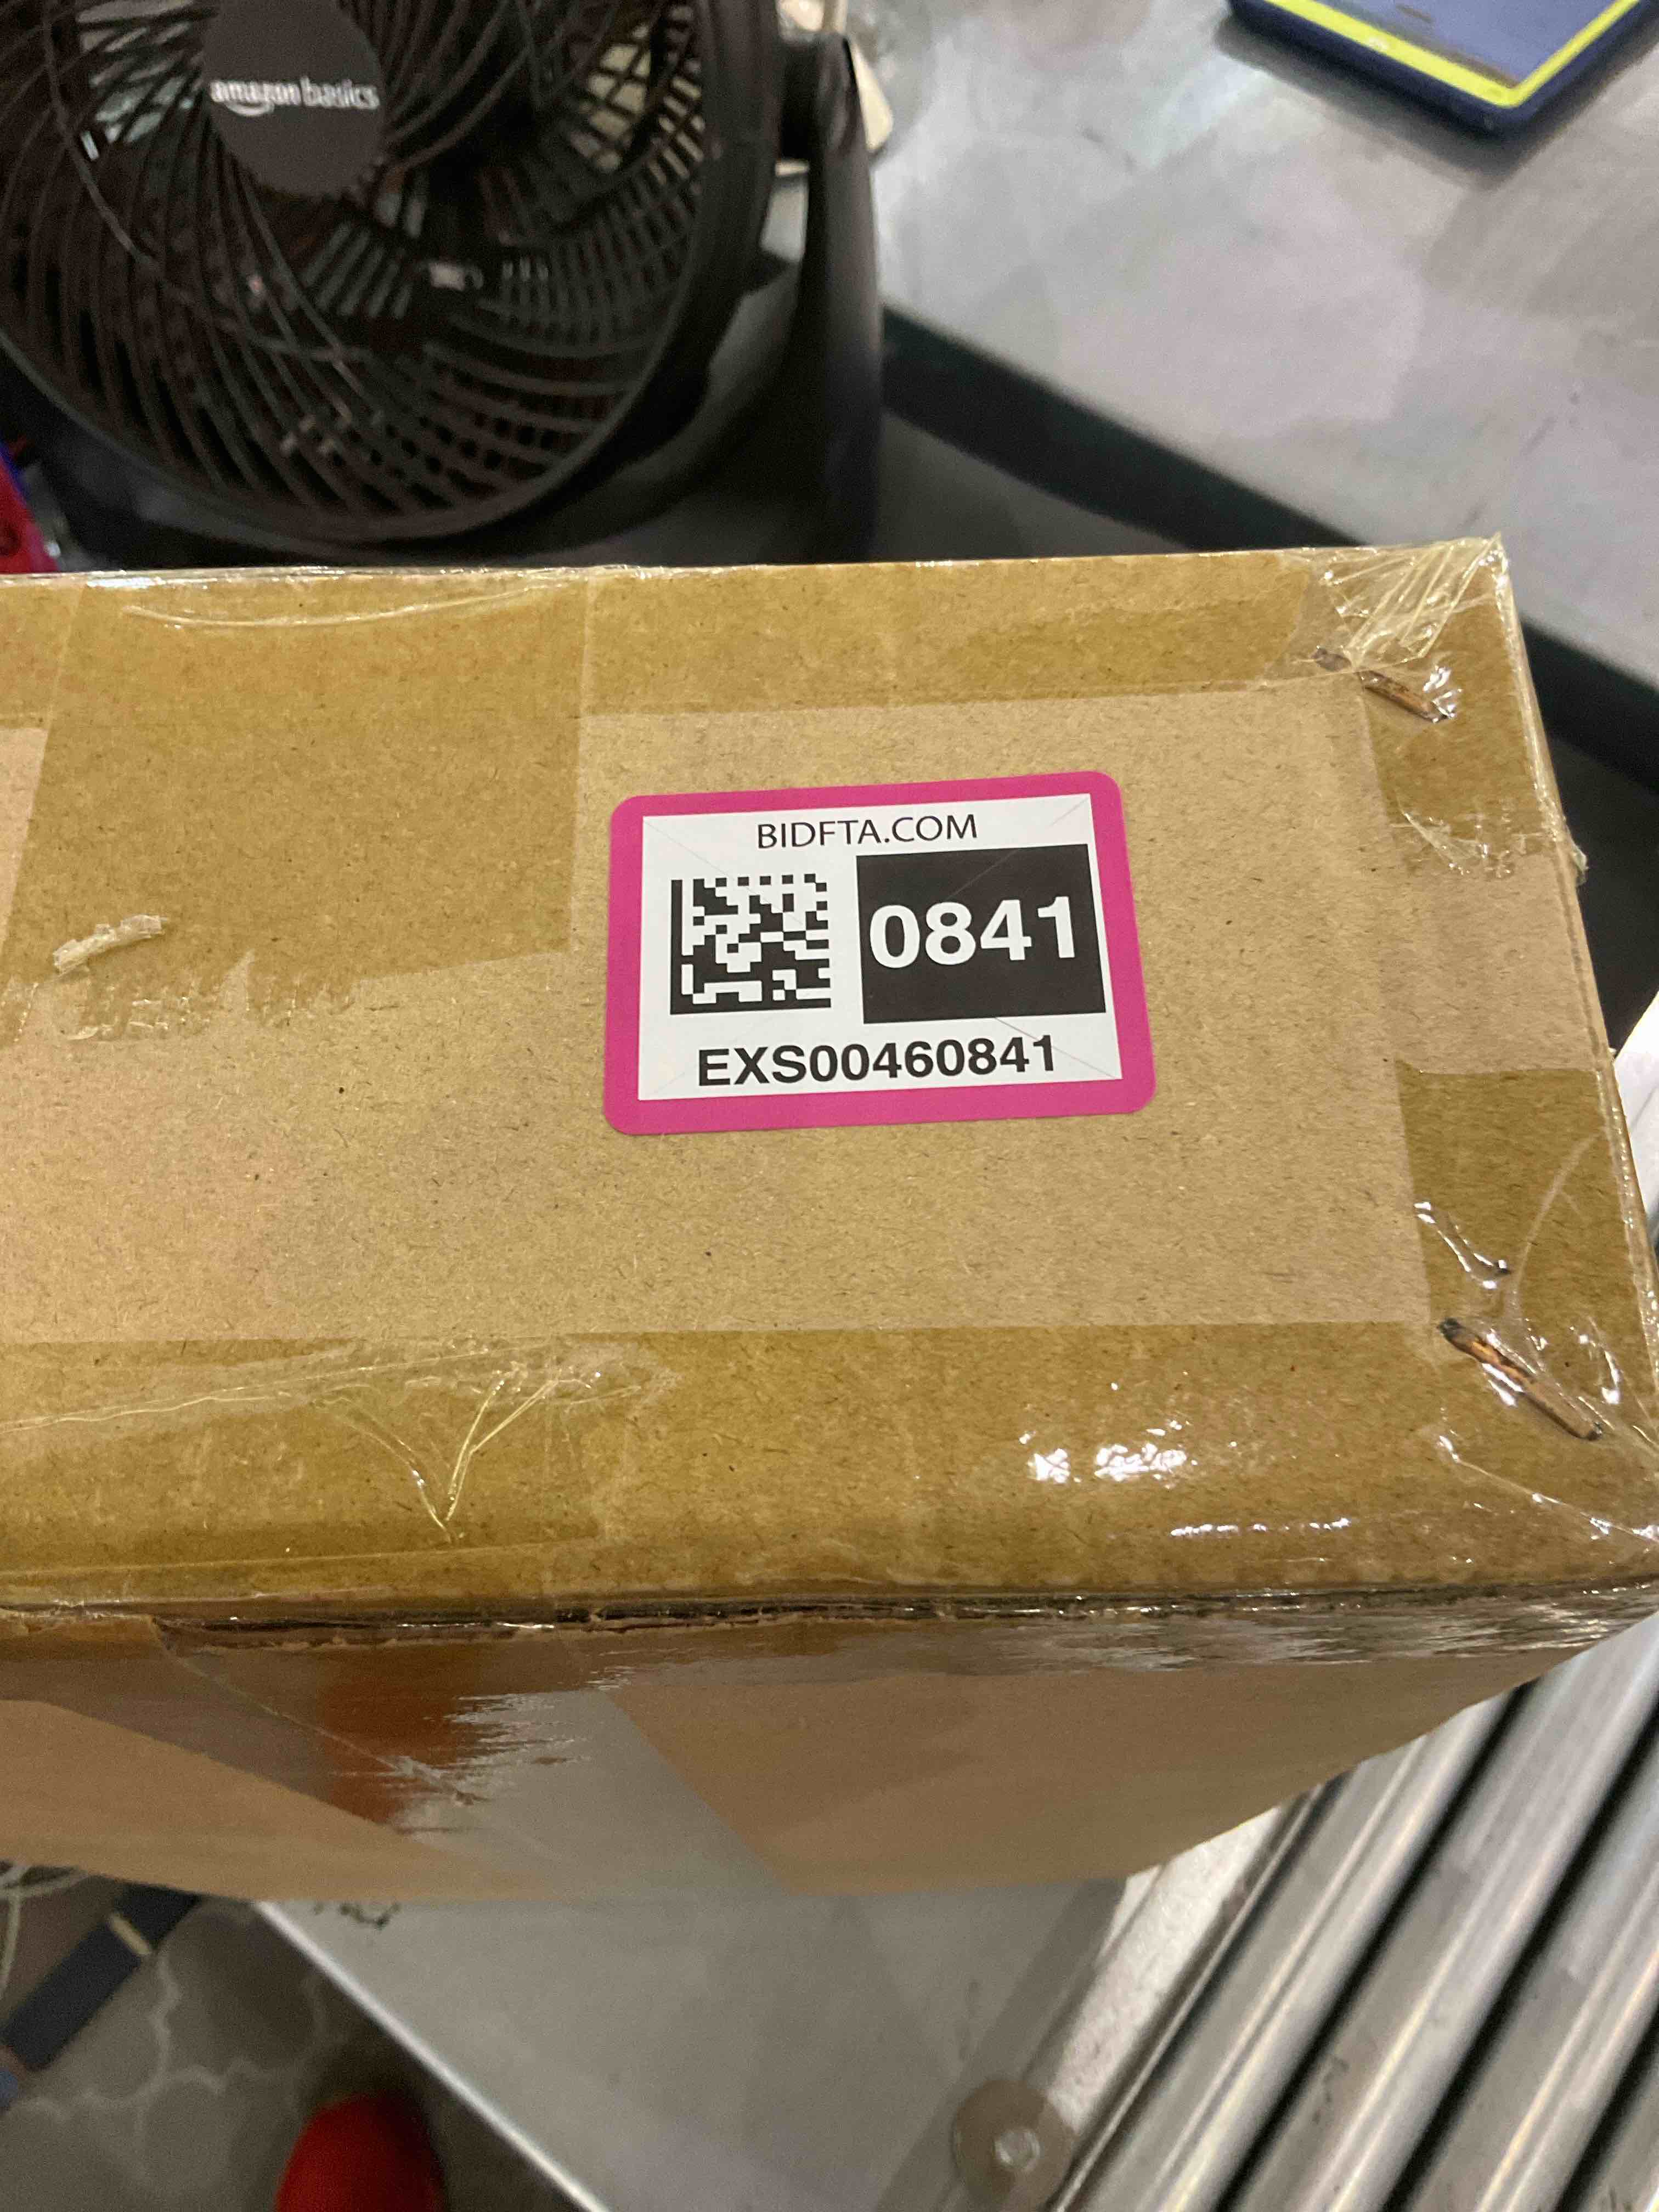 amazon basics
BIDFTA.COM
0841
EXS00460841